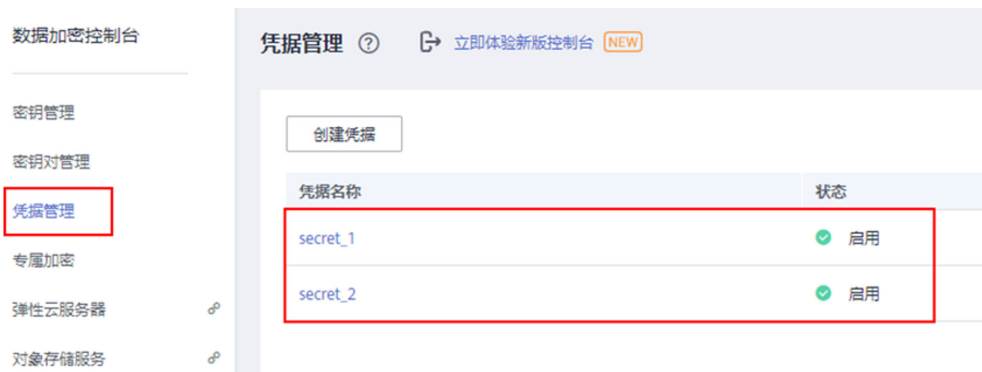 数据加密控制台
密钥管理
密钥对管理
凭据管理
专属加密
弹性云服务器
对象存储服务
凭据管理 ? 立即体验新版控制台 NEW
创建凭据
凭据名称 状态
secret_1 启用
secret_2 启用